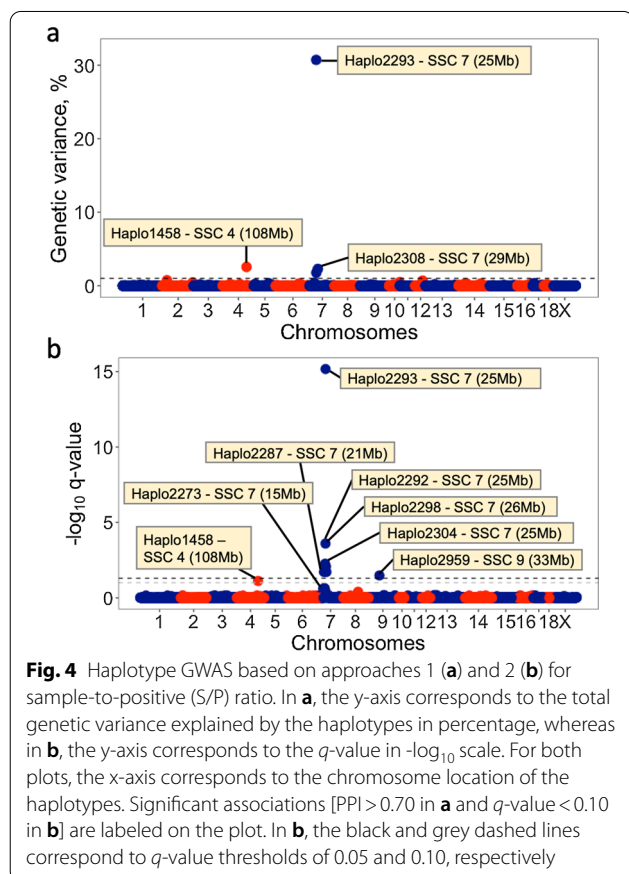 a
Genetic variance, %
30
20
10
0
Haplo2293 - SSC 7 (25Mb)
Haplo1458 - SSC 4 (108Mb)
Haplo2308 - SSC 7 (29Mb)
1 2 3 4 5 6 7 8 9 10 11 1213 14 1516 18X
Chromosomes
b
-log10 q-value
15
10
5
0
Haplo2293 - SSC 7 (25Mb)
Haplo2287 - SSC 7 (21Mb)
Haplo2292 - SSC 7 (25Mb)
Haplo2273 - SSC 7 (15Mb)
Haplo2298 - SSC 7 (26Mb)
Haplo2304 - SSC 7 (25Mb)
Haplo1458 –
SSC 4 (108Mb)
Haplo2959 - SSC 9 (33Mb)
1 2 3 4 5 6 7 8 9 10 11 12 13 14 15 16 18X
Chromosomes
Fig. 4 Haplotype GWAS based on approaches 1 (a) and 2 (b) for
sample-to-positive (S/P) ratio. In a, the y-axis corresponds to the total
genetic variance explained by the haplotypes in percentage, whereas
in b, the y-axis corresponds to the q-value in -log10 scale. For both
plots, the x-axis corresponds to the chromosome location of the
haplotypes. Significant associations [PPI > 0.70 in a and q-value < 0.10
in b] are labeled on the plot. In b, the black and grey dashed lines
correspond to q-value thresholds of 0.05 and 0.10, respectively